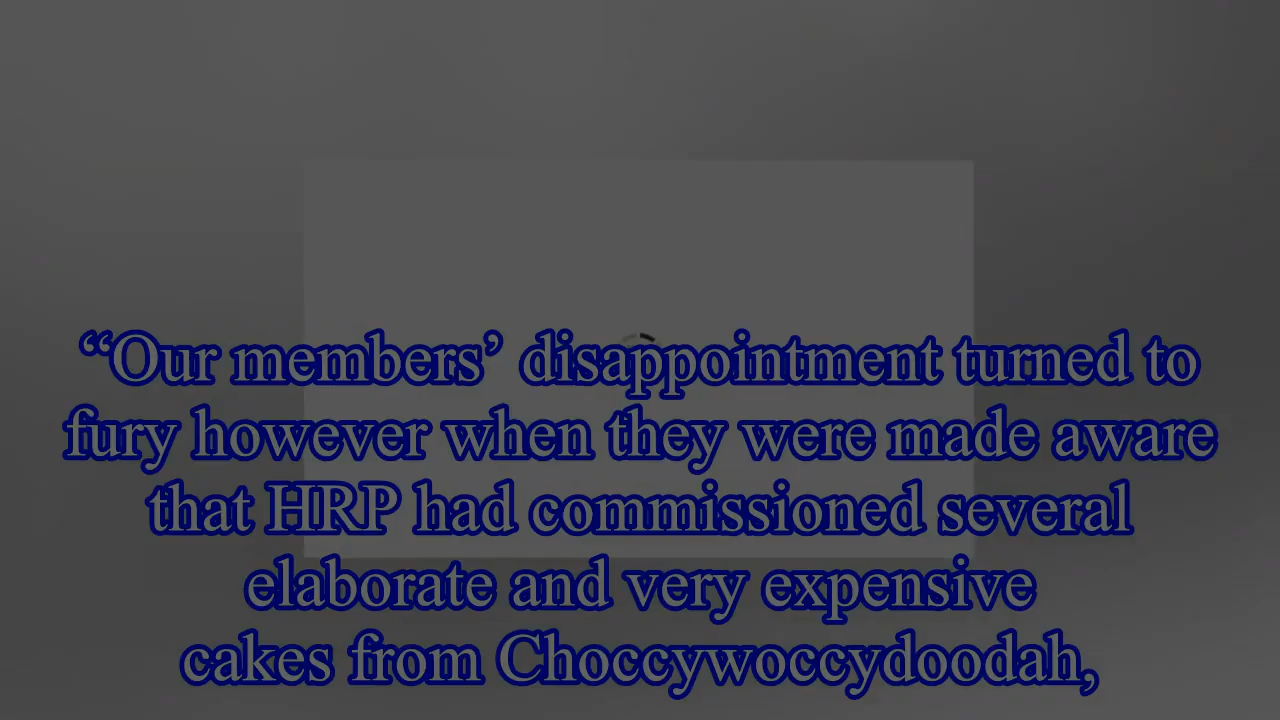 “Our members’ disappointment turned to
fury however when they were made aware
that HRP had commissioned several
elaborate and very expensive
cakes from Choccywoccydoodah,